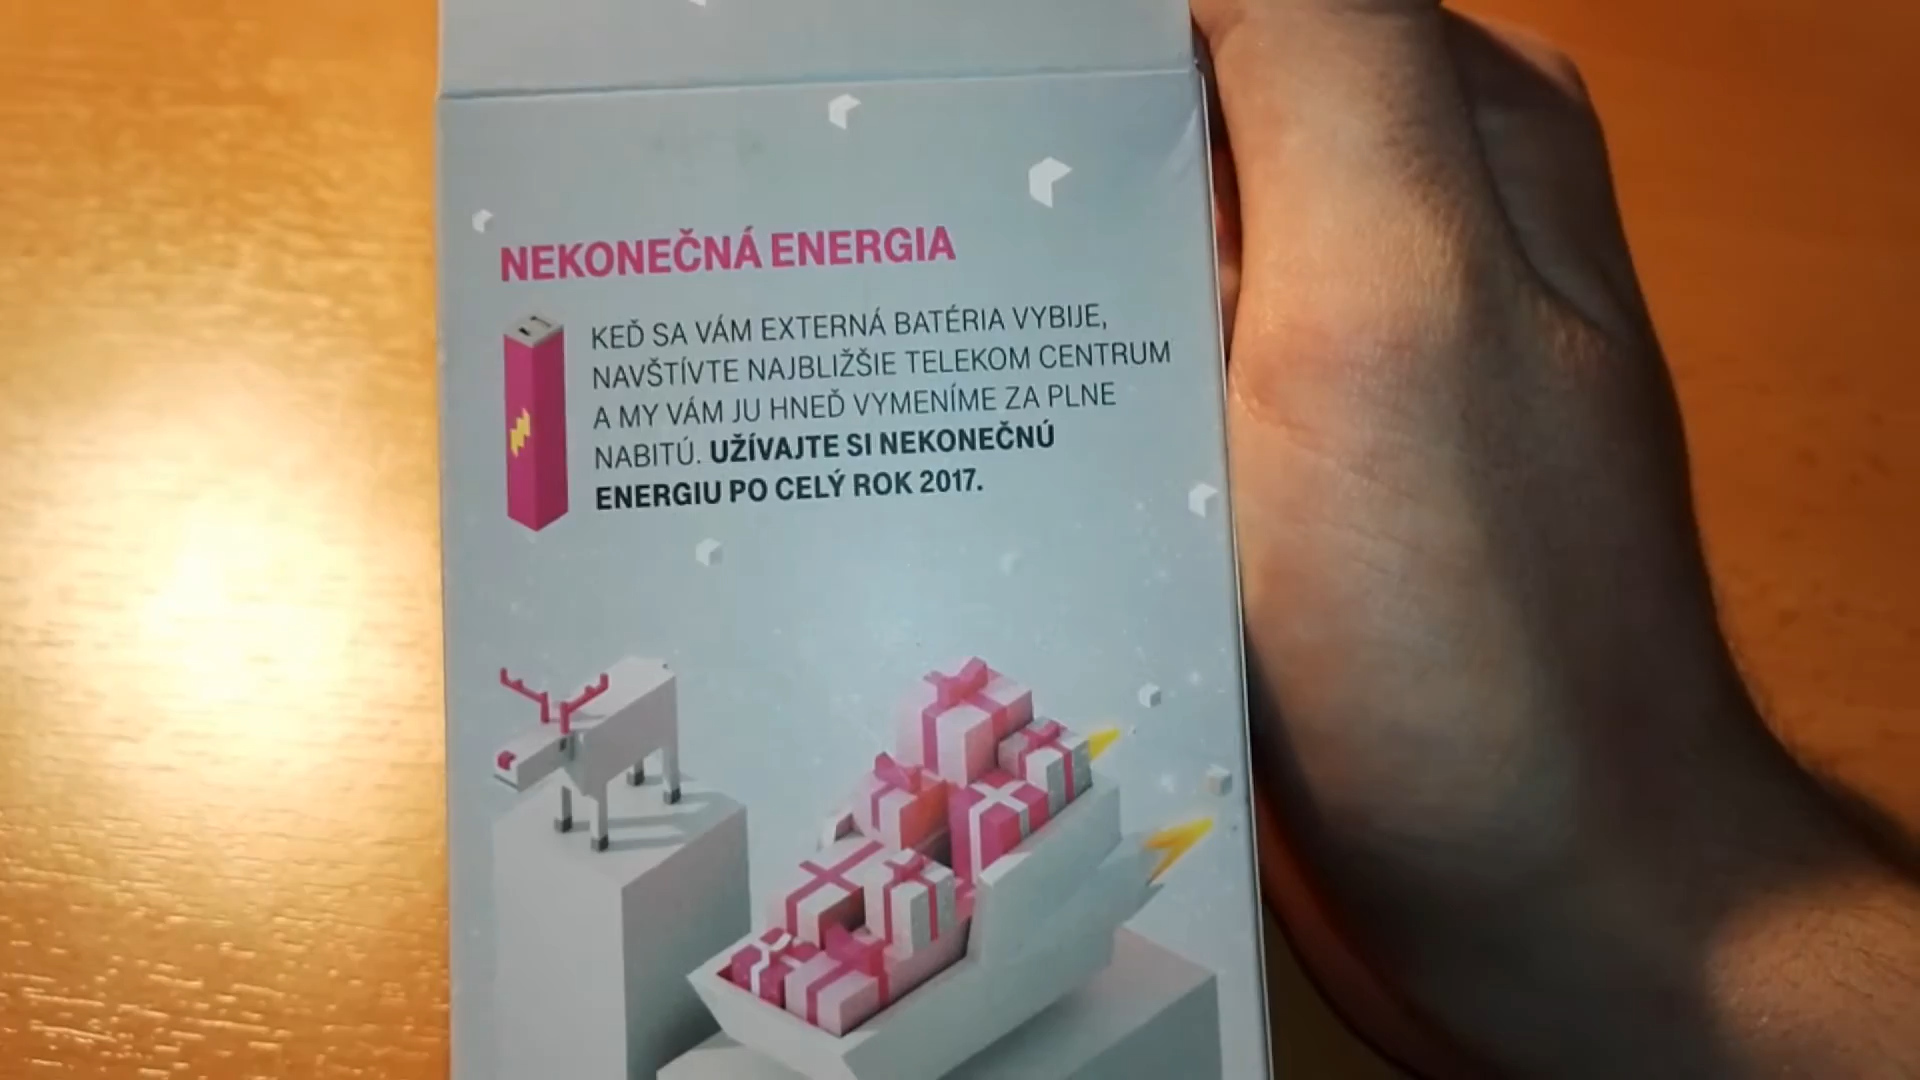 NEKONEČNÁ ENERGIA
KEĎ SA VÁM EXTERNÁ BATÉRIA VYBIJE,
NAVŠTÍVTE NAJBLIŽŠIE TELEKOM CENTRUM
A MY VÁM JU HNEĎ VYMENÍME ZA PLNE
NABITÚ. UŽÍVAJTE SI NEKONEČNÚ
ENERGIU PO CELÝ ROK 2017.